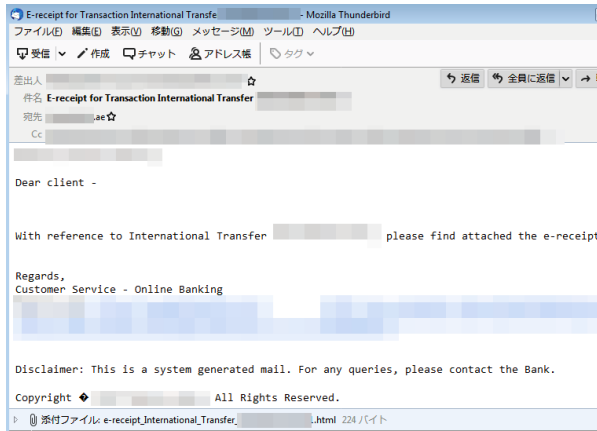 E-receipt for Transaction International Transfe - Mozilla Thunderbird
ファイル(F) 編集(E) 表示(V) 移動(G) メッセージ(M) ツール(T) ヘルプ(H)
受信 作成 チャット アドレス帳 タグ
差出人 返信 全員に返信
件名 E-receipt for Transaction International Transfer
宛先 .ae
Cc
Dear client -
With reference to International Transfer please find attached the e-receipt
Regards,
Customer Service - Online Banking
Disclaimer: This is a system generated mail. For any queries, please contact the Bank.
Copyright � All Rights Reserved.
添付ファイル: e-receipt_International_Transfer_ .html 224 バイト